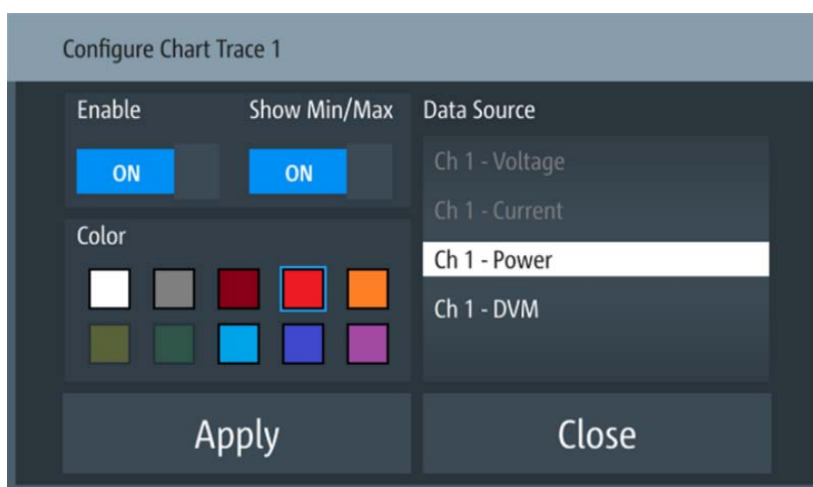 Configure Chart Trace 1
Enable
Show Min/Max
ON
ON
Color
Data Source
Ch 1 - Voltage
Ch 1 - Current
Ch 1 - Power
Ch 1 - DVM
Apply
Close